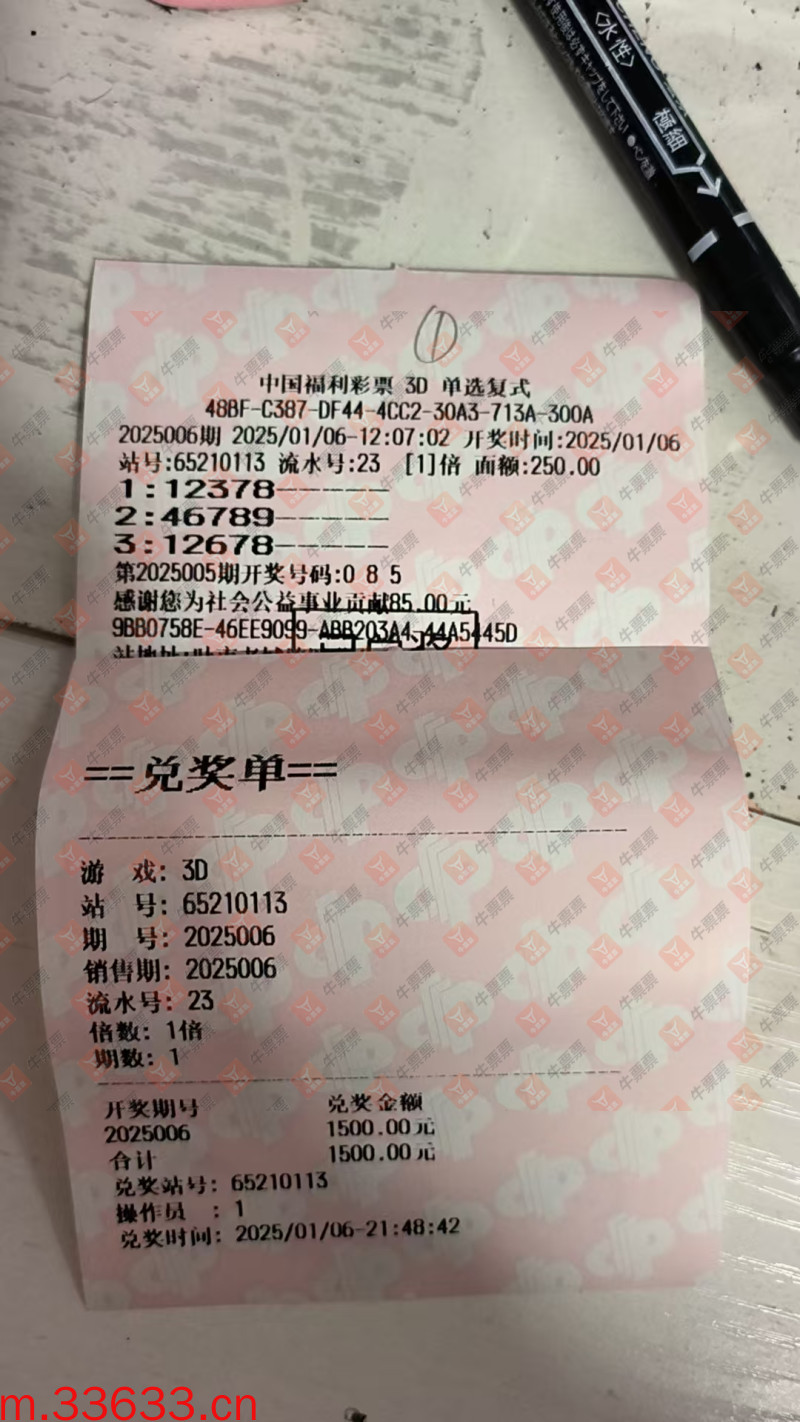 〈水性〉
極細
①
中国福利彩票 3D 单选复式
48BF-C387-DF44-4CC2-30A3-713A-300A
2025006期 2025/01/06-12:07:02 开奖时间:2025/01/06
站号:65210113 流水号:23 [1]倍 面额:250.00
1:12378-----
2:46789-----
3:12678-----
第2025005期开奖号码:0 8 5
感谢您为社会公益事业贡献85.00元
9BB0758E-46EE9099-ABB203A4-44A5445D
==兑奖单==
游 戏: 3D
站 号: 65210113
期 号: 2025006
销售期: 2025006
流水号: 23
倍数: 1倍
期数: 1
开奖期号 兑奖金额
2025006 1500.00元
合计 1500.00元
兑奖站号: 65210113
操作员 : 1
兑奖时间: 2025/01/06-21:48:42
牛票票
m.33633.cn